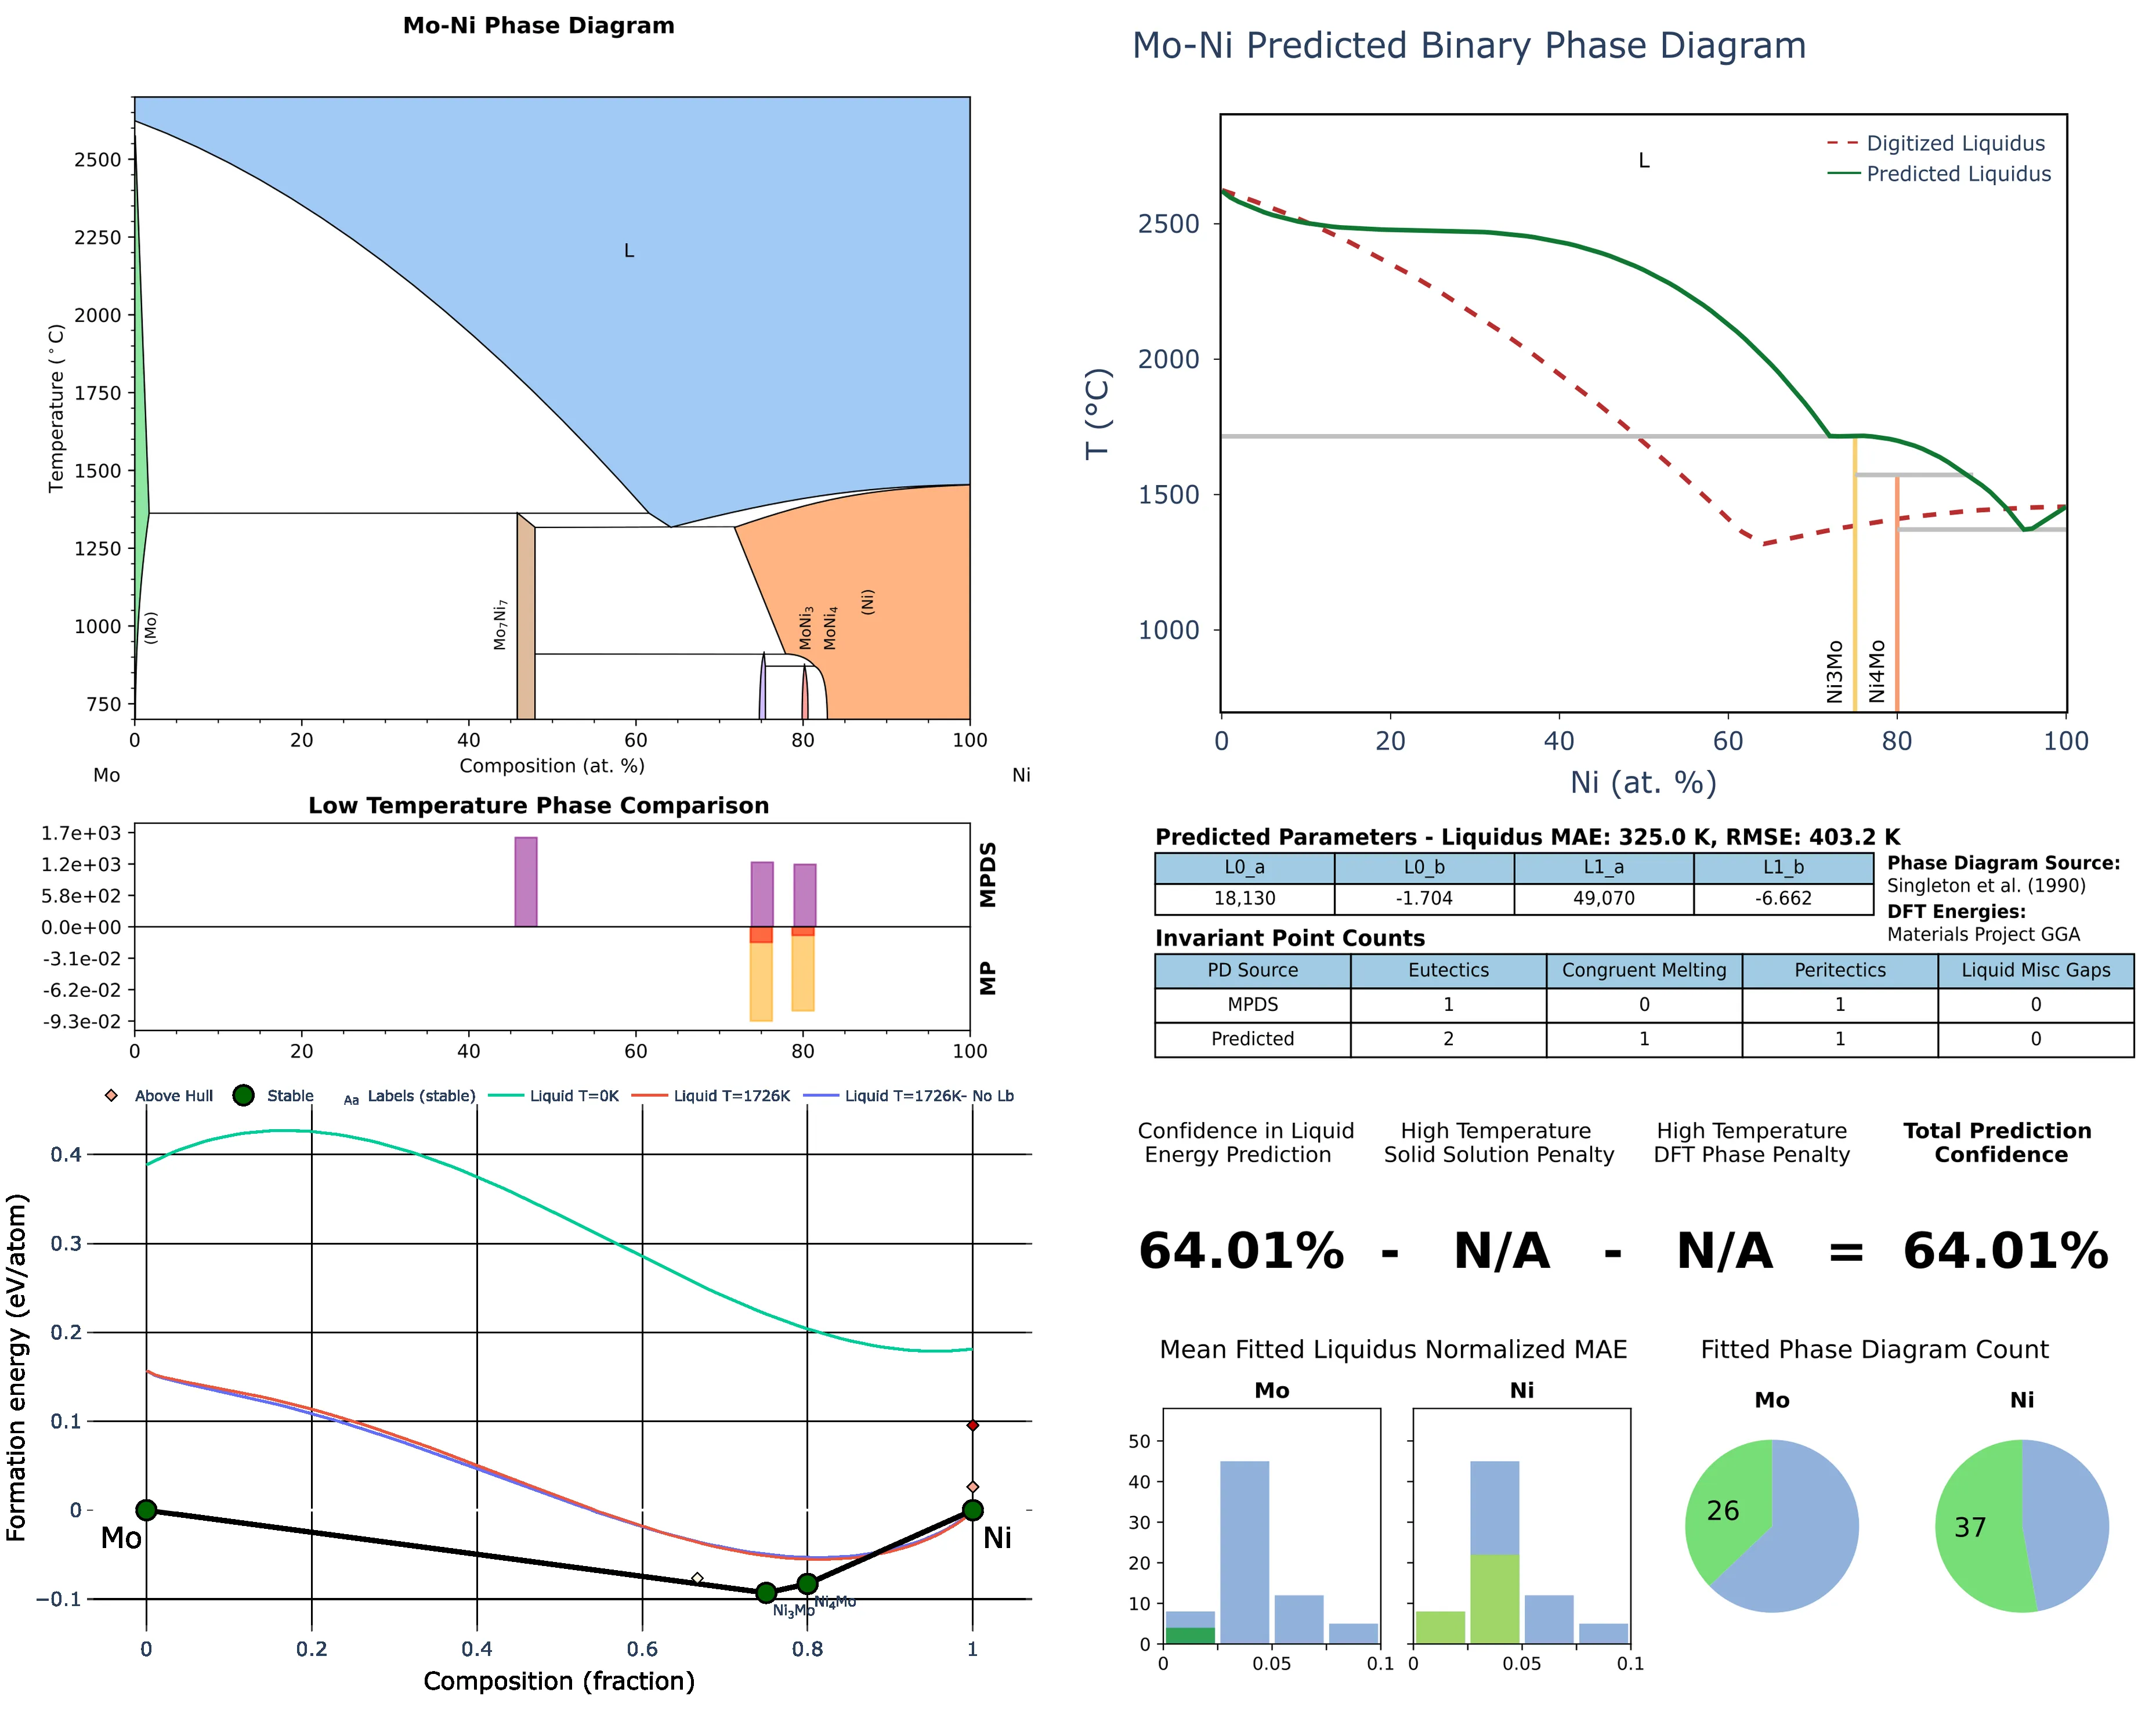 Mo-Ni Phase Diagram
2500
2250
2000
1750
1500
1250
1000
750
Temperature (°C)
L
(Mo)
Mo7Ni7
MoNi3
MoNi4
(Ni)
0 20 40 60 80 100
Composition (at. %)
Mo Ni
Low Temperature Phase Comparison
1.7e+03
1.2e+03
5.8e+02
0.0e+00
-3.1e-02
-6.2e-02
-9.3e-02
MPDS
MP
0 20 40 60 80 100
Above Hull Stable Aa Labels (stable) Liquid T=0K Liquid T=1726K Liquid T=1726K- No Lb
0.4
0.3
0.2
0.1
0
−0.1
Formation energy (eV/atom)
Mo
Ni
Ni3Mo
Ni4Mo
0 0.2 0.4 0.6 0.8 1
Composition (fraction)
Mo-Ni Predicted Binary Phase Diagram
L
Digitized Liquidus
Predicted Liquidus
2500
2000
1500
1000
T (°C)
Ni3Mo
Ni4Mo
0 20 40 60 80 100
Ni (at. %)
Predicted Parameters - Liquidus MAE: 325.0 K, RMSE: 403.2 K
L0_a L0_b L1_a L1_b
18,130 -1.704 49,070 -6.662
Phase Diagram Source:
Singleton et al. (1990)
DFT Energies:
Materials Project GGA
Invariant Point Counts
PD Source Eutectics Congruent Melting Peritectics Liquid Misc Gaps
MPDS 1 0 1 0
Predicted 2 1 1 0
Confidence in Liquid
Energy Prediction
High Temperature
Solid Solution Penalty
High Temperature
DFT Phase Penalty
Total Prediction
Confidence
64.01% - N/A - N/A = 64.01%
Mean Fitted Liquidus Normalized MAE
Mo
Ni
50
40
30
20
10
0
0 0.05 0.1
0 0.05 0.1
Fitted Phase Diagram Count
Mo
Ni
26
37